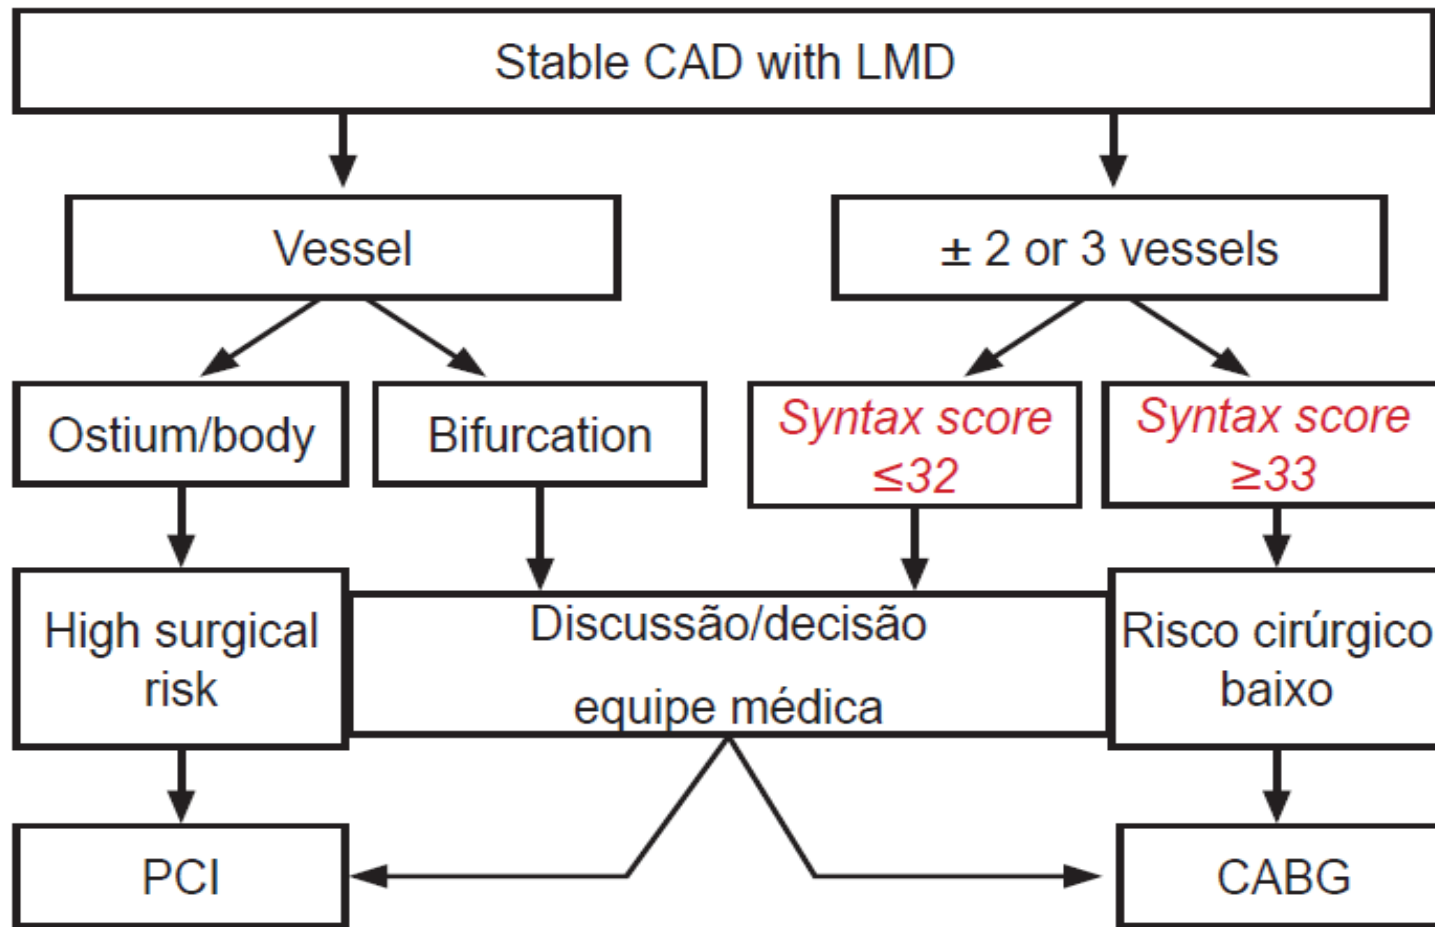 Stable CAD with LMD
Vessel
± 2 or 3 vessels
Ostium/body
Bifurcation
Syntax score
≤32
Syntax score
≥33
High surgical
risk
Discussão/decisão
equipe médica
Risco cirúrgico
baixo
PCI
CABG